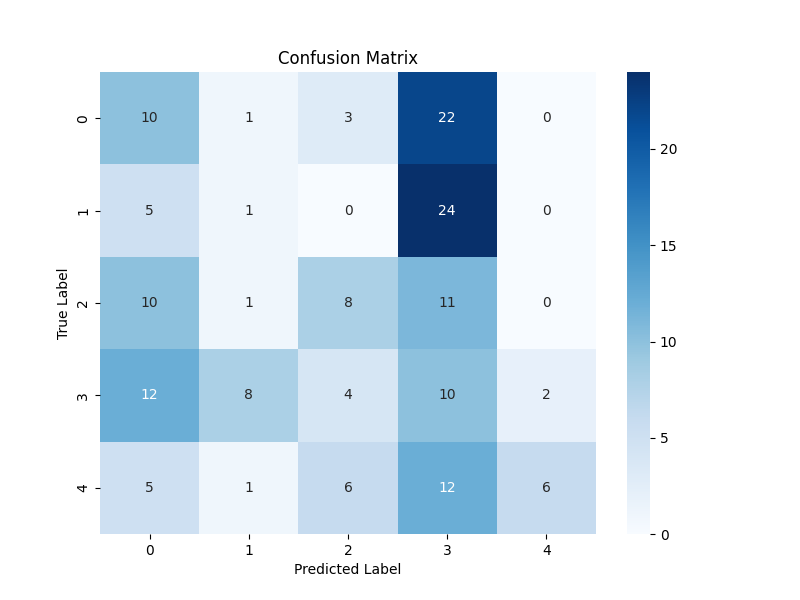 Confusion Matrix
True Label
0 10 1 3 22 0
1 5 1 0 24 0
2 10 1 8 11 0
3 12 8 4 10 2
4 5 1 6 12 6
0 1 2 3 4
Predicted Label
20
15
10
5
0